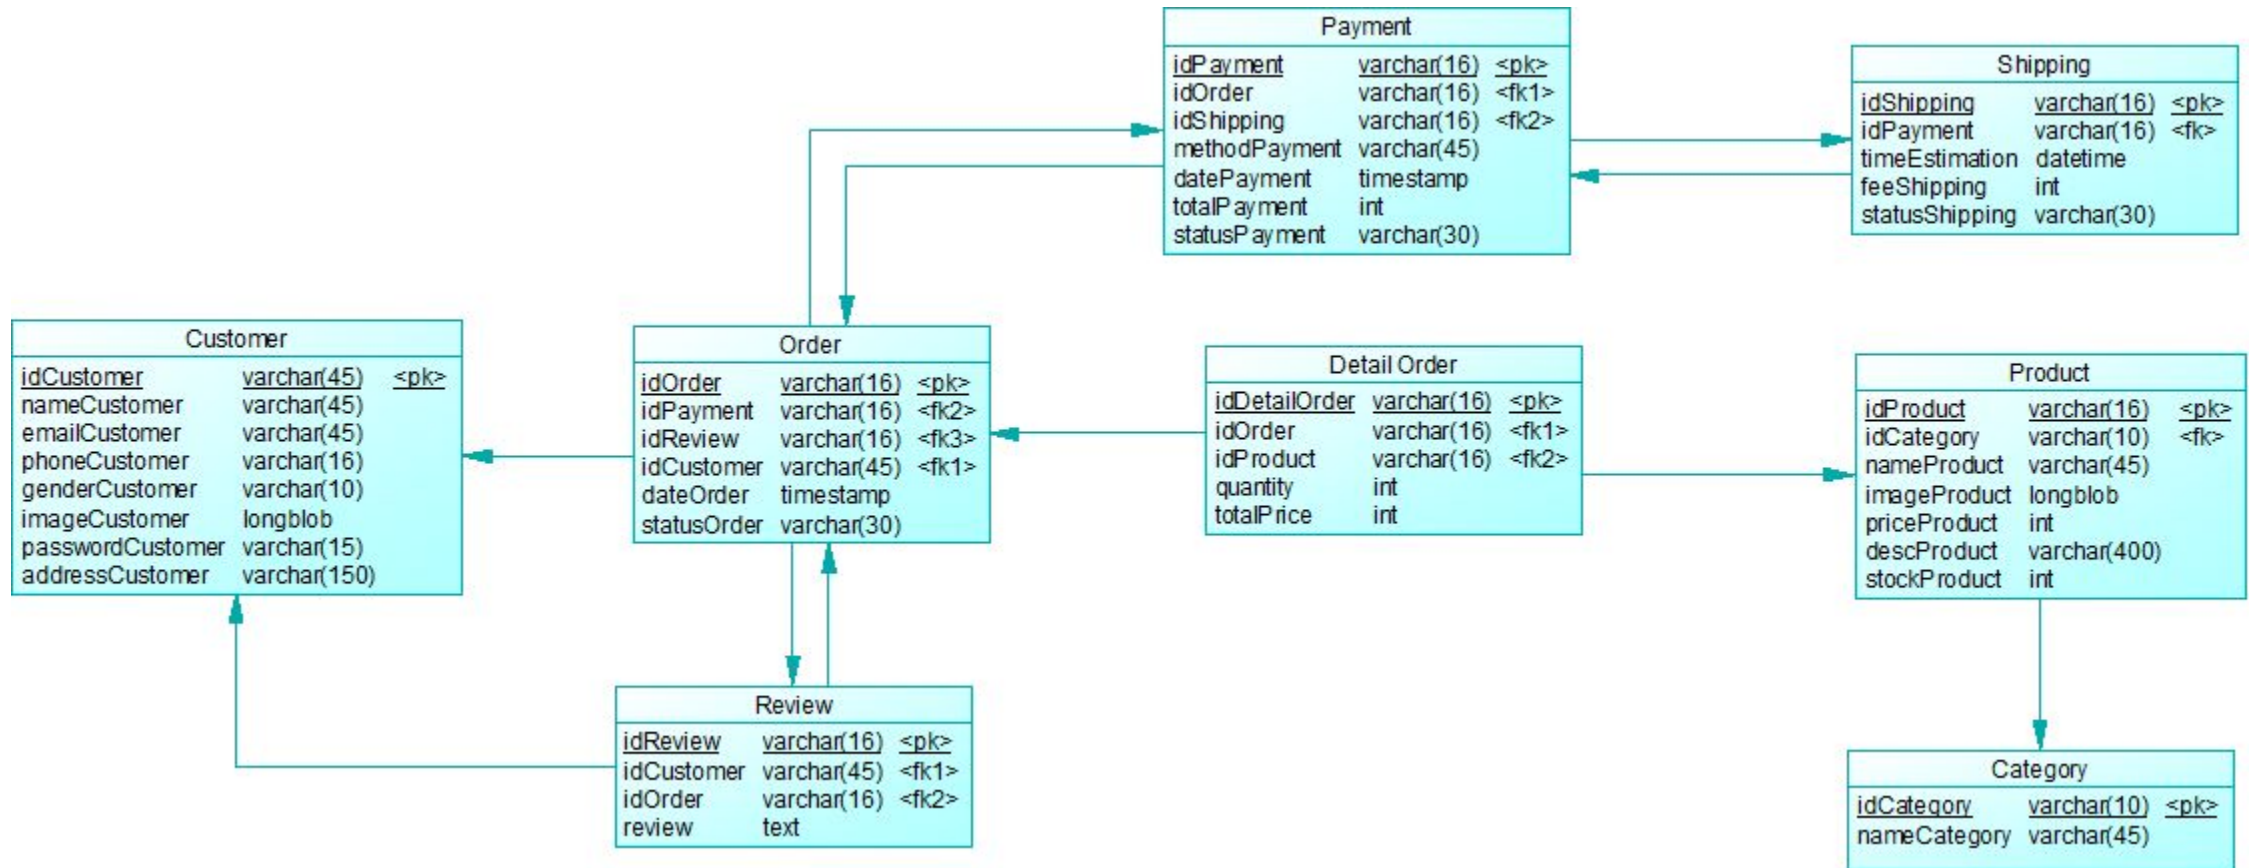 Payment
idPayment varchar(16) <pk>
idOrder varchar(16) <fk1>
idShipping varchar(16) <fk2>
methodPayment varchar(45)
datePayment timestamp
totalPayment int
statusPayment varchar(30)
Shipping
idShipping varchar(16) <pk>
idPayment varchar(16) <fk>
timeEstimation datetime
feeShipping int
statusShipping varchar(30)
Customer
idCustomer varchar(45) <pk>
nameCustomer varchar(45)
emailCustomer varchar(45)
phoneCustomer varchar(16)
genderCustomer varchar(10)
imageCustomer longblob
passwordCustomer varchar(15)
addressCustomer varchar(150)
Order
idOrder varchar(16) <pk>
idPayment varchar(16) <fk2>
idReview varchar(16) <fk3>
idCustomer varchar(45) <fk1>
dateOrder timestamp
statusOrder varchar(30)
Detail Order
idDetailOrder varchar(16) <pk>
idOrder varchar(16) <fk1>
idProduct varchar(16) <fk2>
quantity int
totalPrice int
Product
idProduct varchar(16) <pk>
idCategory varchar(10) <fk>
nameProduct varchar(45)
imageProduct longblob
priceProduct int
descProduct varchar(400)
stockProduct int
Review
idReview varchar(16) <pk>
idCustomer varchar(45) <fk1>
idOrder varchar(16) <fk2>
review text
Category
idCategory varchar(10) <pk>
nameCategory varchar(45)